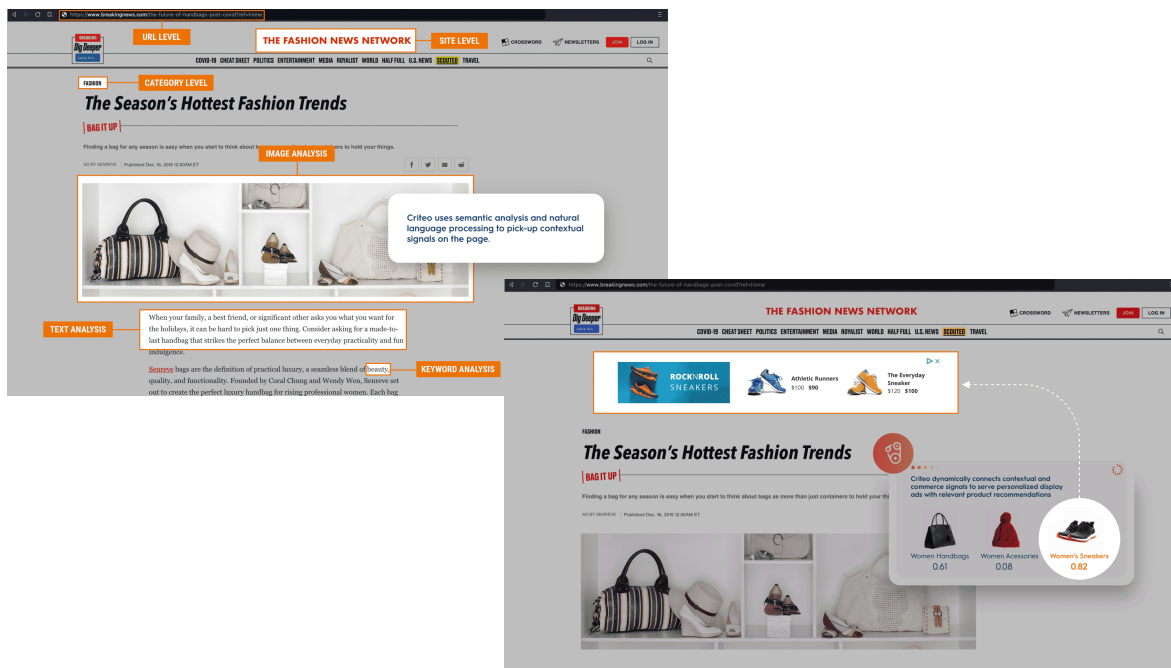 https://www.breakingnews.com/the-future-of-handbags-post-covid?ref=home
URL LEVEL
BREAKING
Dig Deeper
THE FASHION NEWS NETWORK
SITE LEVEL
CROSSWORD
NEWSLETTERS
JOIN
LOG IN
COVID-19 CHEAT SHEET POLITICS ENTERTAINMENT MEDIA ROYALIST WORLD HALF FULL U.S. NEWS SCOUTED TRAVEL
FASHION
CATEGORY LEVEL
The Season's Hottest Fashion Trends
BAG IT UP
Finding a bag for any season is easy when you start to think about
IMAGE ANALYSIS
ers to hold your things.
AD BY SENREVE Published Dec. 16, 2019 12:50AM ET
Criteo uses semantic analysis and natural
language processing to pick-up contextual
signals on the page.
TEXT ANALYSIS
When your family, a best friend, or significant other asks you what you want for
the holidays, it can be hard to pick just one thing. Consider asking for a made-to-
last handbag that strikes the perfect balance between everyday practicality and fun
indulgence.
Senreve bags are the definition of practical luxury, a seamless blend of beauty,
KEYWORD ANALYSIS
quality, and functionality. Founded by Coral Chung and Wendy Wen, Senreve set
out to create the perfect luxury handbag for rising professional women. Each bag
https://www.breakingnews.com/the-future-of-handbags-post-covid?ref=home
BREAKING
Dig Deeper
THE FASHION NEWS NETWORK
CROSSWORD
NEWSLETTERS
JOIN
LOG IN
COVID-19 CHEAT SHEET POLITICS ENTERTAINMENT MEDIA ROYALIST WORLD HALF FULL U.S. NEWS SCOUTED TRAVEL
ROCKNROLL
SNEAKERS
Athletic Runners
$100 $90
The Everyday
Sneaker
$120 $100
FASHION
The Season's Hottest Fashion Trends
BAG IT UP
Finding a bag for any season is easy when you start to think about bags as more than just containers to hold your thi
AD BY SENREVE Published Dec. 16, 2019 12:50AM ET
Criteo dynamically connects contextual and
commerce signals to serve personalized display
ads with relevant product recommendations
Women Handbags
0.61
Women Acessories
0.08
Women's Sneakers
0.82